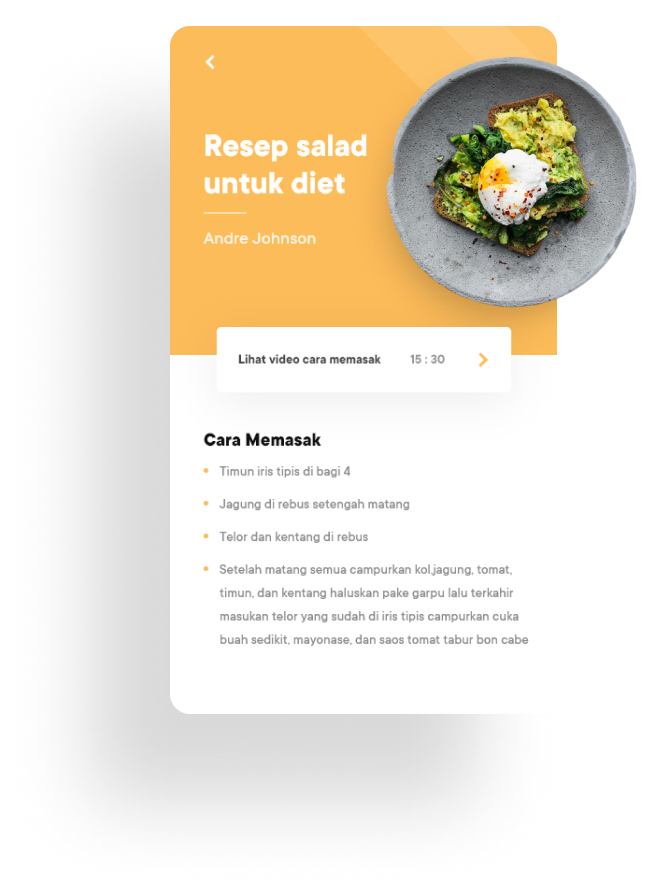 Resep salad
untuk diet
Andre Johnson
Lihat video cara memasak 15 : 30
Cara Memasak
Timun iris tipis di bagi 4
Jagung di rebus setengah matang
Telor dan kentang di rebus
Setelah matang semua campurkan kol,jagung, tomat,
timun, dan kentang haluskan pake garpu lalu terkahir
masukan telor yang sudah di iris tipis campurkan cuka
buah sedikit, mayonase, dan saos tomat tabur bon cabe